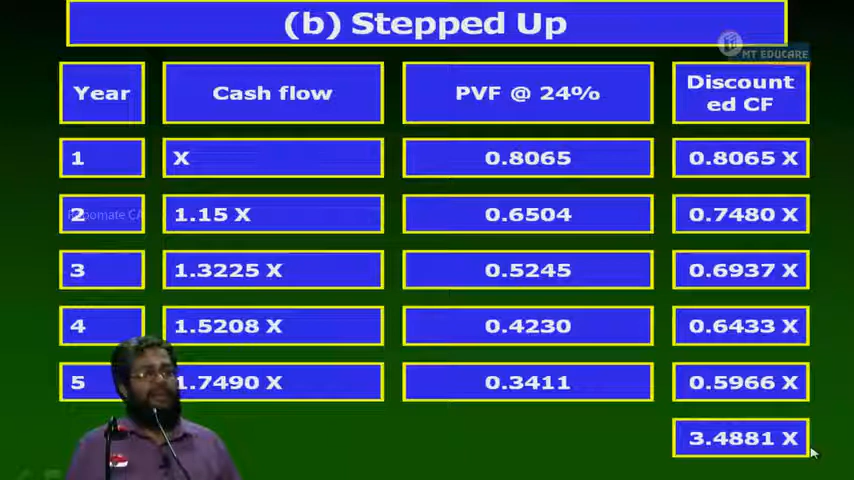 (b) Stepped Up
MT EDUCARE
Year Cash flow PVF @ 24% Discount
ed CF
1 X 0.8065 0.8065 X
2 1.15 X 0.6504 0.7480 X
3 1.3225 X 0.5245 0.6937 X
4 1.5208 X 0.4230 0.6433 X
5 1.7490 X 0.3411 0.5966 X
3.4881 X